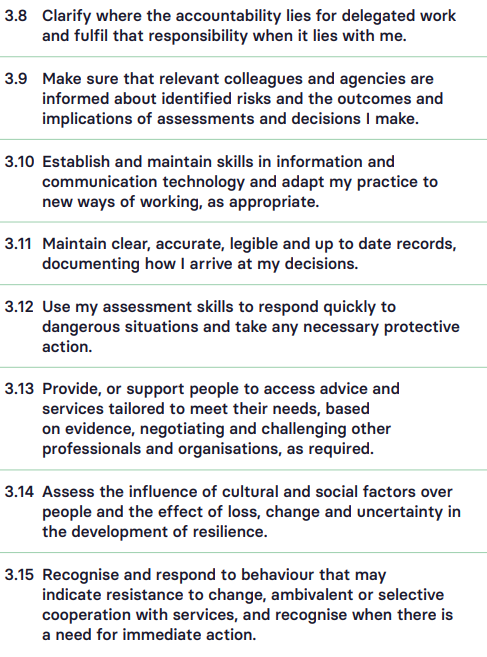 3.8 Clarify where the accountability lies for delegated work
and fulfil that responsibility when it lies with me.
3.9 Make sure that relevant colleagues and agencies are
informed about identified risks and the outcomes and
implications of assessments and decisions I make.
3.10 Establish and maintain skills in information and
communication technology and adapt my practice to
new ways of working, as appropriate.
3.11 Maintain clear, accurate, legible and up to date records,
documenting how I arrive at my decisions.
3.12 Use my assessment skills to respond quickly to
dangerous situations and take any necessary protective
action.
3.13 Provide, or support people to access advice and
services tailored to meet their needs, based
on evidence, negotiating and challenging other
professionals and organisations, as required.
3.14 Assess the influence of cultural and social factors over
people and the effect of loss, change and uncertainty in
the development of resilience.
3.15 Recognise and respond to behaviour that may
indicate resistance to change, ambivalent or selective
cooperation with services, and recognise when there is
a need for immediate action.